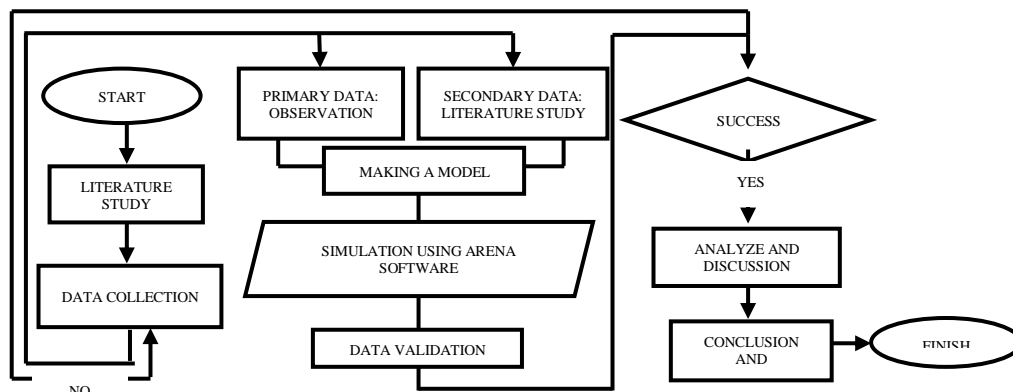 START
LITERATURE
STUDY
DATA COLLECTION
NO
PRIMARY DATA:
OBSERVATION
SECONDARY DATA:
LITERATURE STUDY
MAKING A MODEL
SIMULATION USING ARENA
SOFTWARE
DATA VALIDATION
SUCCESS
YES
ANALYZE AND
DISCUSSION
CONCLUSION
AND
FINISH